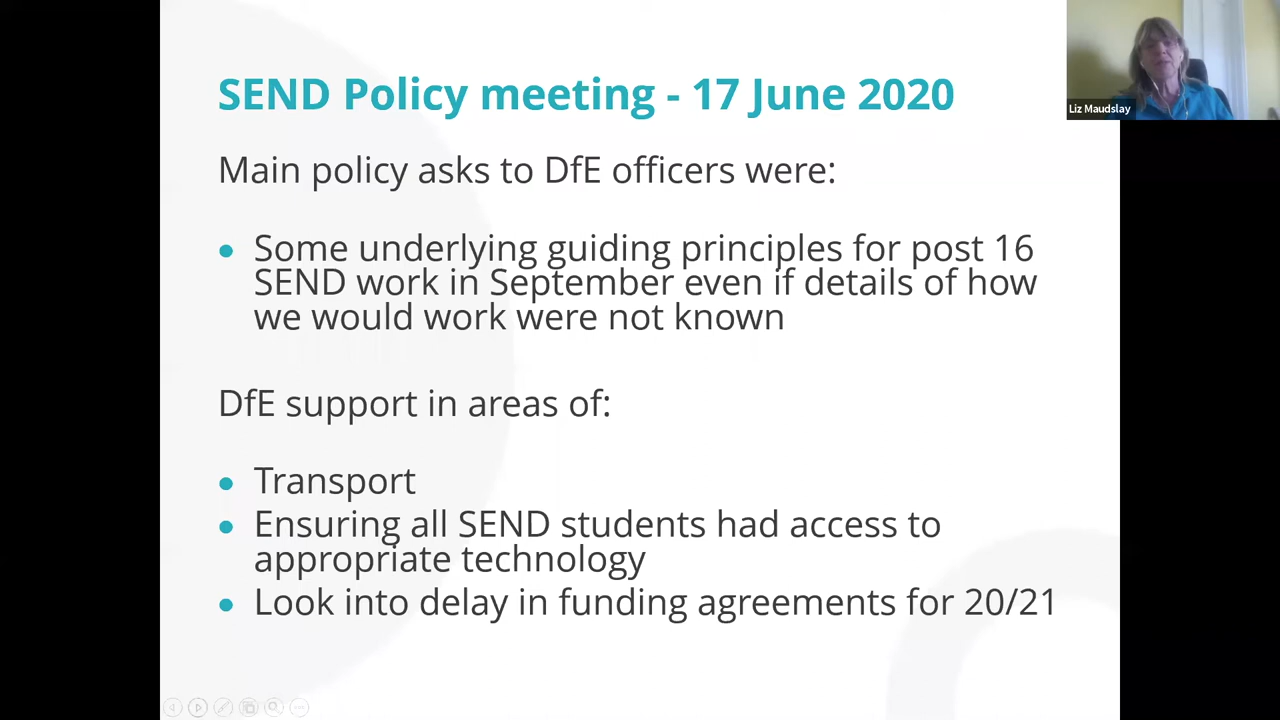 SEND Policy meeting - 17 June 2020
Liz Maudslay
Main policy asks to DfE officers were:
Some underlying guiding principles for post 16
SEND work in September even if details of how
we would work were not known
DfE support in areas of:
Transport
Ensuring all SEND students had access to
appropriate technology
Look into delay in funding agreements for 20/21